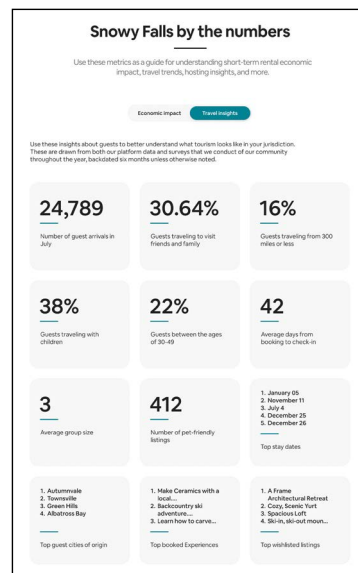 Snowy Falls by the numbers
Use these metrics as a guide for understanding short-term rental economic
impact, travel trends, hosting insights, and more.
Economic impact
Travel insights
Use these insights about guests to better understand what tourism looks like in your jurisdiction.
These are drawn from both our platform data and surveys that we conduct of our community
throughout the year, backdated six months unless otherwise noted.
24,789
Number of guest arrivals in
July
30.64%
Guests traveling to visit
friends and family
16%
Guests traveling from 300
miles or less
38%
Guests traveling with
children
22%
Guests between the ages
of 30-49
42
Average days from
booking to check-in
3
Average group size
412
Number of pet-friendly
listings
1. January 05
2. November 11
3. July 4
4. December 25
5. December 26
Top stay dates
1. Autumnvale
2. Townsville
3. Green Hills
4. Albatross Bay
Top guest cities of origin
1. Make Ceramics with a
local....
2. Backcountry ski
adventure....
3. Learn how to carve...
Top booked Experiences
1. A Frame
Architectural Retreat
2. Cozy, Scenic Yurt
3. Spacious Loft
4. Ski-in, ski-out moun...
Top wishlisted listings